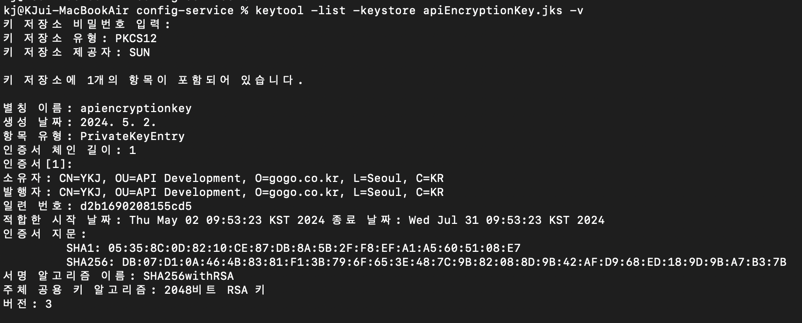 kj@KJui-MacBookAir config-service % keytool -list -keystore apiEncryptionKey.jks -v
키 저장소 비밀번호 입력:
키 저장소 유형: PKCS12
키 저장소 제공자: SUN
키 저장소에 1개의 항목이 포함되어 있습니다.
별칭 이름: apiencryptionkey
생성 날짜: 2024. 5. 2.
항목 유형: PrivateKeyEntry
인증서 체인 길이: 1
인증서[1]:
소유자: CN=YKJ, OU=API Development, O=gogo.co.kr, L=Seoul, C=KR
발행자: CN=YKJ, OU=API Development, O=gogo.co.kr, L=Seoul, C=KR
일련 번호: d2b1690208155cd5
적합한 시작 날짜: Thu May 02 09:53:23 KST 2024 종료 날짜: Wed Jul 31 09:53:23 KST 2024
인증서 지문:
SHA1: 05:35:8C:0D:82:10:CE:87:DB:8A:5B:2F:F8:EF:A1:A5:60:51:08:E7
SHA256: DB:07:D1:0A:46:4B:83:81:F1:3B:79:6F:65:3E:48:7C:9B:82:08:8D:9B:42:AF:D9:68:ED:18:9D:9B:A7:B3:7B
서명 알고리즘 이름: SHA256withRSA
주체 공용 키 알고리즘: 2048비트 RSA 키
버전: 3